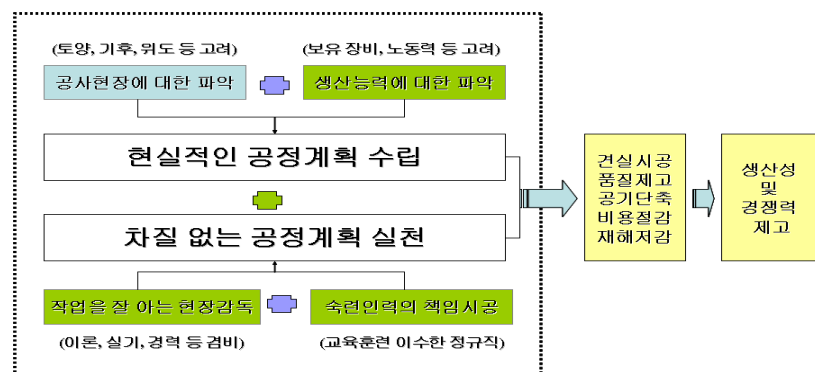 (토양, 기후, 위도 등 고려)
(보유 장비, 노동력 등 고려)
공사현장에 대한 파악
생산능력에 대한 파악
현실적인 공정계획 수립
차질 없는 공정계획 실천
작업을 잘 아는 현장감독
숙련인력의 책임시공
(이론, 실기, 경력 등 겸비)
(교육훈련 이수한 정규직)
견실시공
품질제고
공기단축
비용절감
재해저감
생산성
및
경쟁력
제고